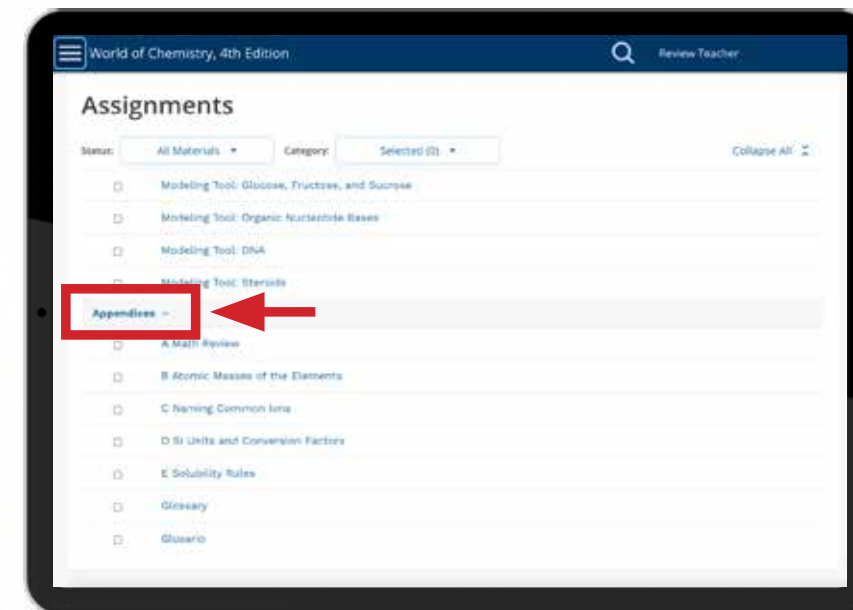 World of Chemistry, 4th Edition
Review Teacher
Assignments
Status: All Materials Category: Selected (0) Collapse All
Modeling Tool: Glucose, Fructose, and Sucrose
Modeling Tool: Organic Nucleotide Bases
Modeling Tool: DNA
Modeling Tool: Steroids
Appendices
A Math Review
B Atomic Masses of the Elements
C Naming Common Ions
D SI Units and Conversion Factors
E Solubility Rules
Glossary
Glosario